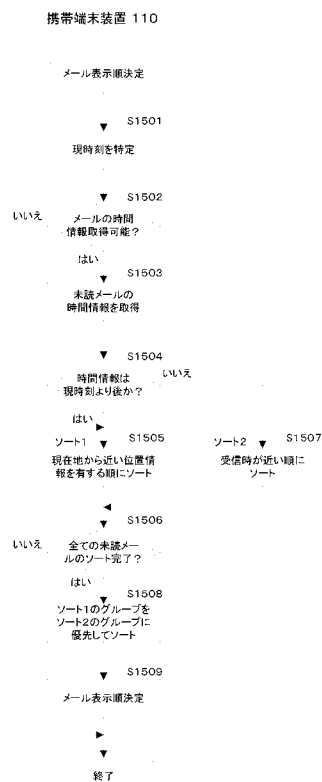 携帯端末装置 110
メール表示順決定
S1501
現時刻を特定
S1502
いいえ
メールの時間
情報取得可能?
はい
S1503
未読メールの
時間情報を取得
S1504
時間情報は
現時刻より後か?
いいえ
はい
ソート1
S1505
現在地から近い位置情
報を有する順にソート
ソート2
S1507
受信時が近い順に
ソート
S1506
いいえ
全ての未読メー
ルのソート完了?
はい
S1508
ソート1のグループを
ソート2のグループに
優先してソート
S1509
メール表示順決定
終了